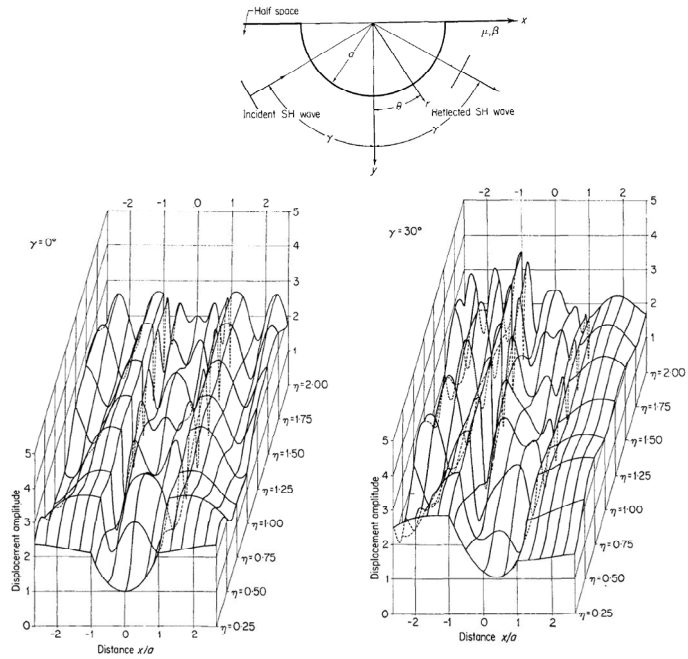 Half space
x
μ,β
a
θ
r
Incident SH wave
Reflected SH wave
γ
γ
y
-2 -1 0 1 2
5
4
3
2
1
γ=0°
η=2·00
η=1·75
η=1·50
η=1·25
η=1·00
η=0·75
η=0·50
η=0·25
5
4
3
2
1
0
Displacement amplitude
-2 -1 0 1 2
Distance x/a
-2 -1 0 1 2
5
4
3
2
1
γ=30°
η=2·00
η=1·75
η=1·50
η=1·25
η=1·00
η=0·75
η=0·50
η=0·25
5
4
3
2
1
0
Displacement amplitude
-2 -1 0 1 2
Distance x/a